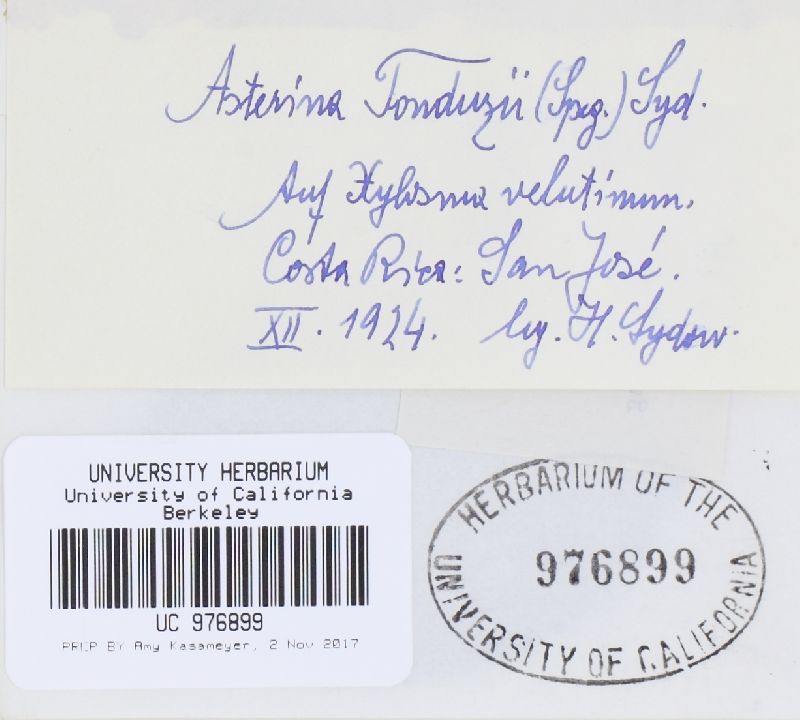 Asterina Tonduzii (Speg.) Syd.
Auf Xylosma velutinum.
Costa Rica: San José.
XII. 1924. leg. H. Sydow.
UNIVERSITY HERBARIUM
University of California
Berkeley
UC 976899
PREP BY Amy Kasameyer, 2 Nov 2017
HERBARIUM OF THE
976899
UNIVERSITY OF CALIFORNIA